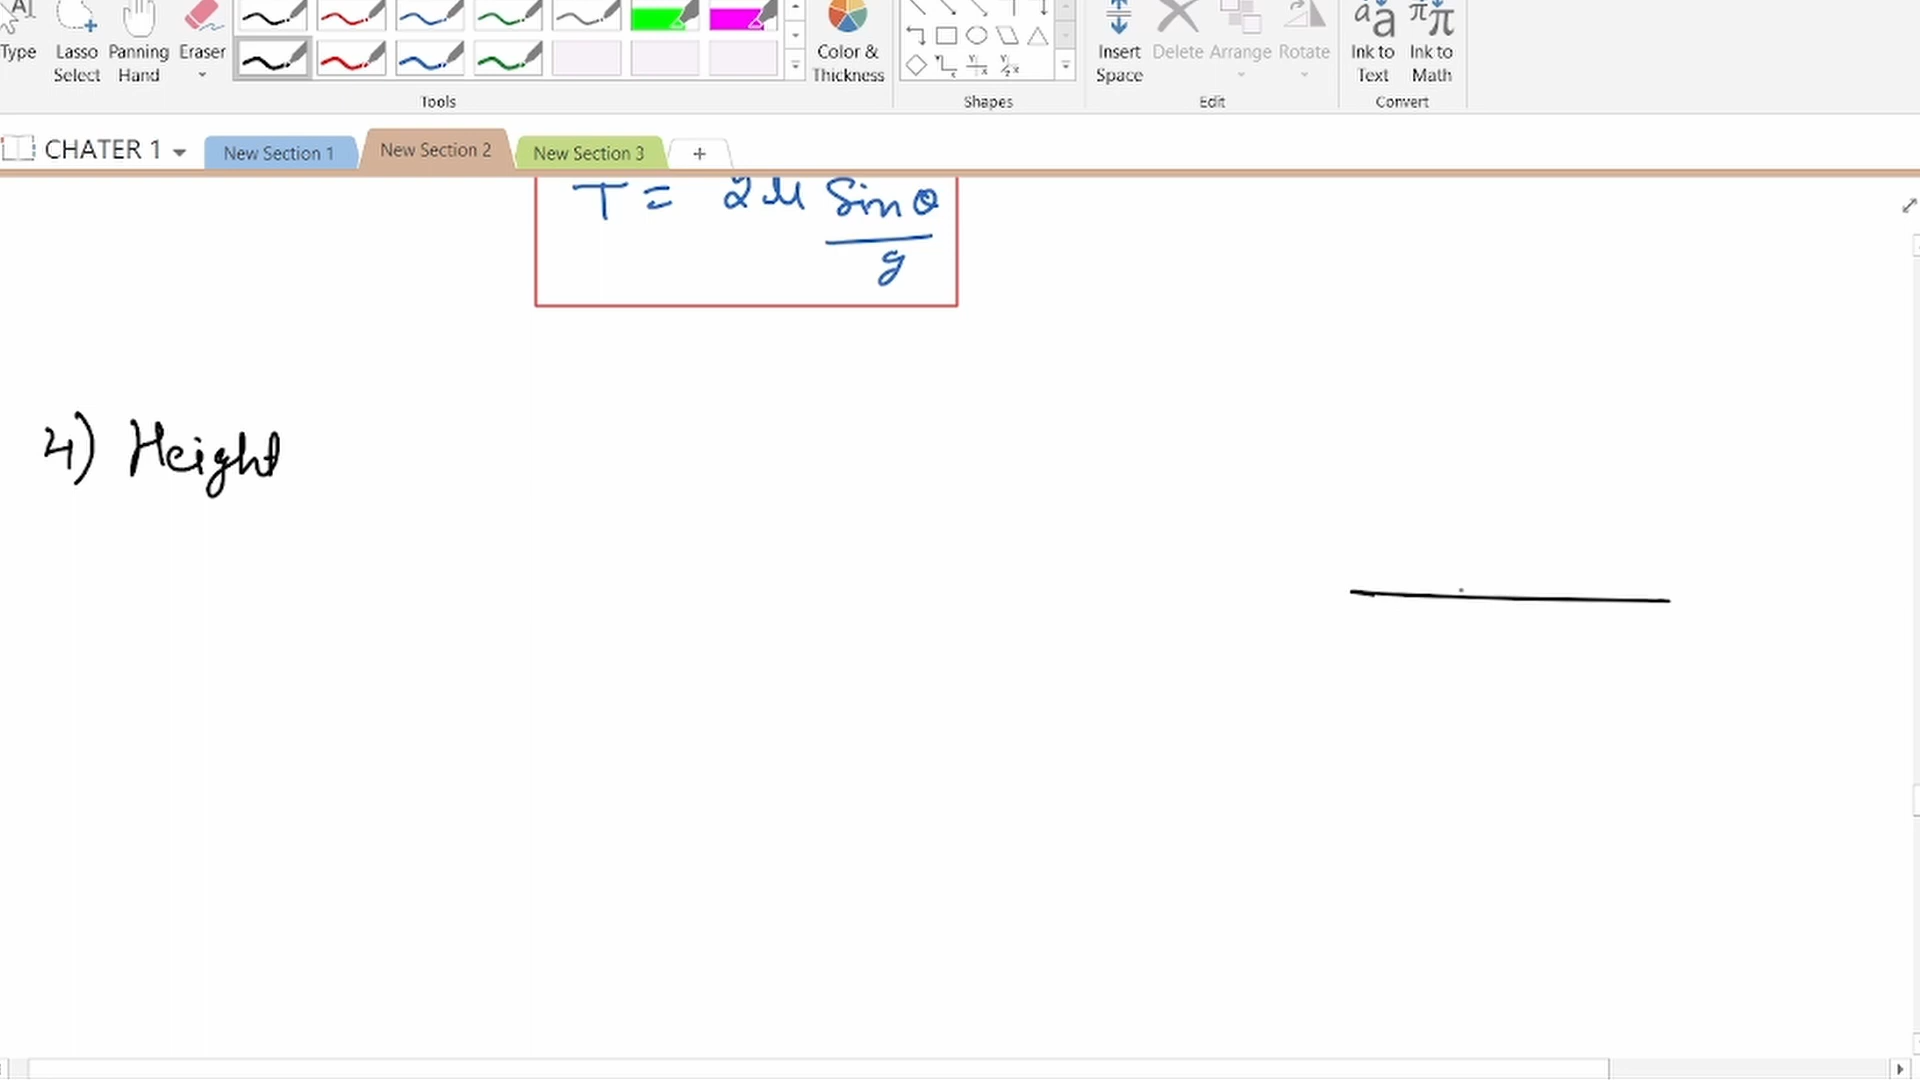 Type
Lasso Select
Panning Hand
Eraser
Color & Thickness
Insert Space
Delete
Arrange
Rotate
Ink to Text
Ink to Math
Tools
Shapes
Edit
Convert
CHATER 1
New Section 1
New Section 2
New Section 3
+
T = 2u Sin θ
g
4) Height